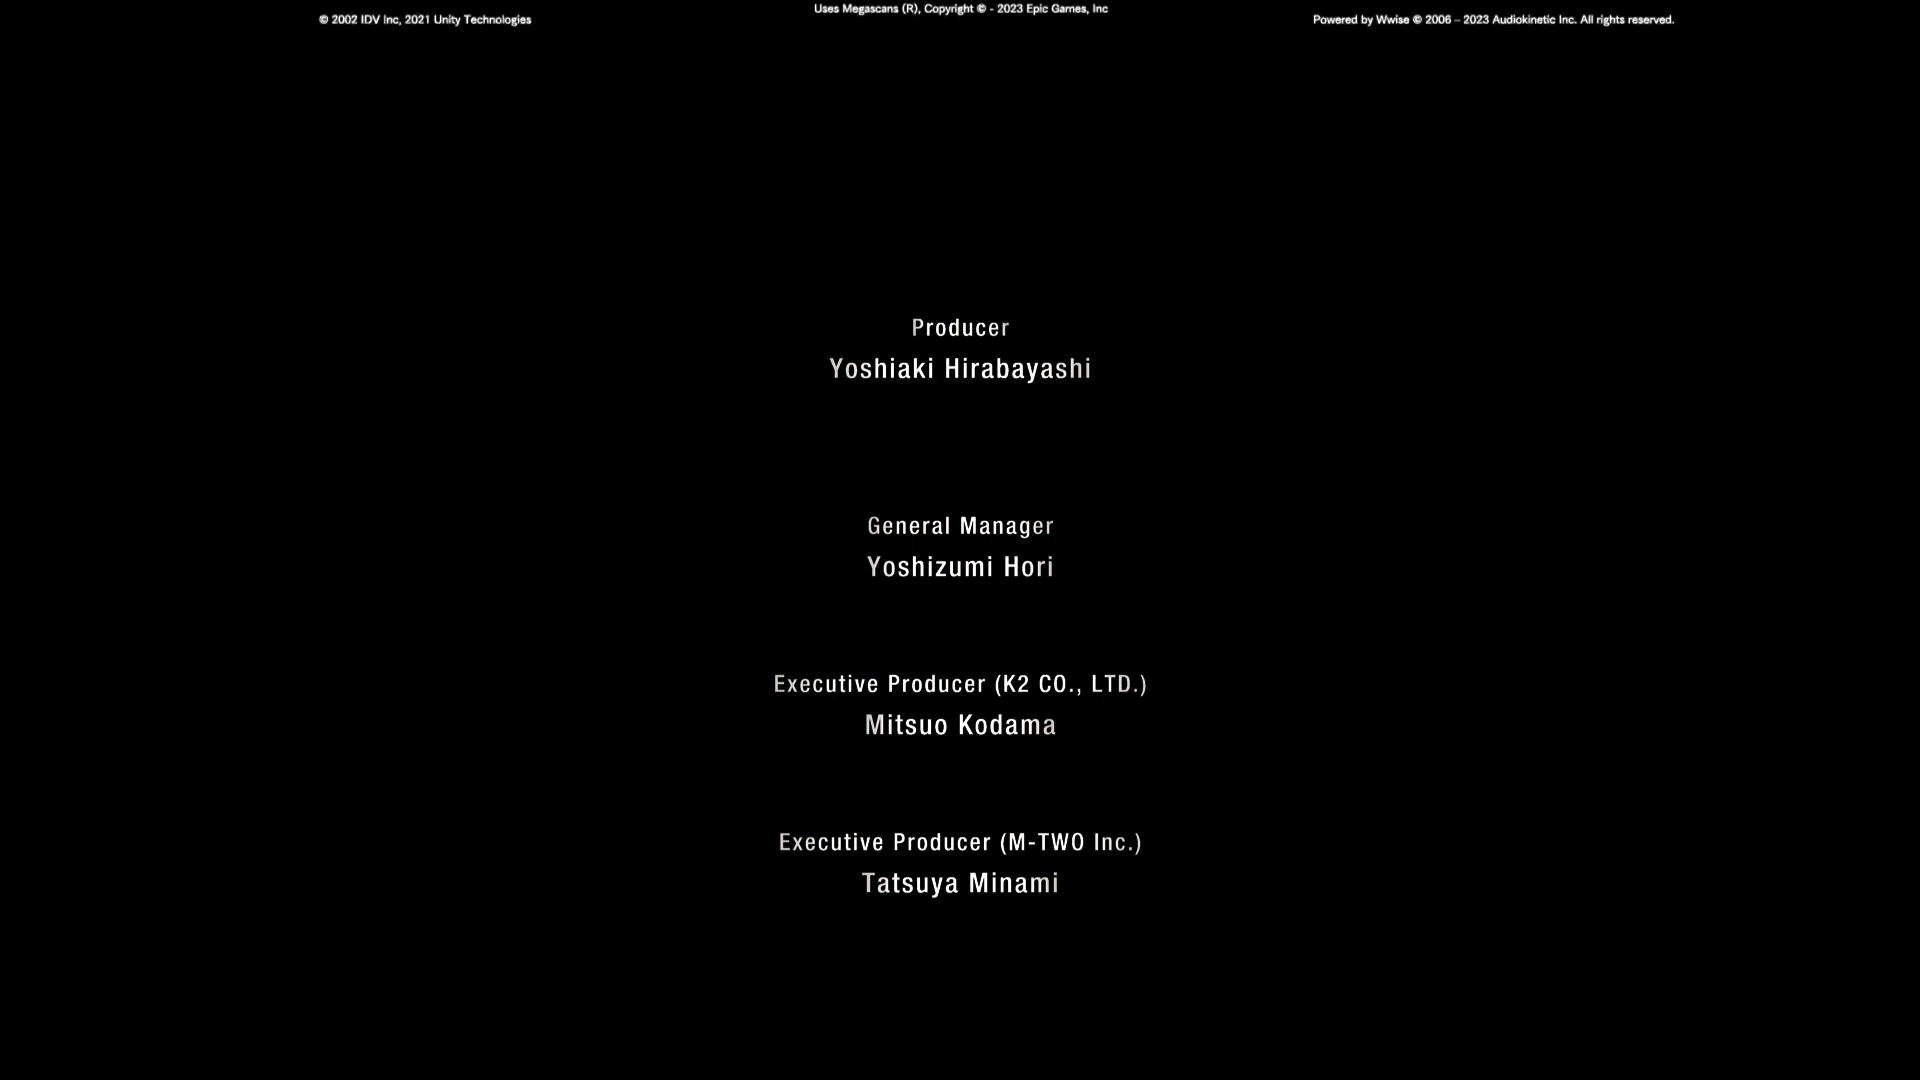 © 2002 IDV Inc, 2021 Unity Technologies
Uses Megascans (R), Copyright © - 2023 Epic Games, Inc
Powered by Wwise © 2006 – 2023 Audiokinetic Inc. All rights reserved.
Producer
Yoshiaki Hirabayashi
General Manager
Yoshizumi Hori
Executive Producer (K2 CO., LTD.)
Mitsuo Kodama
Executive Producer (M-TWO Inc.)
Tatsuya Minami